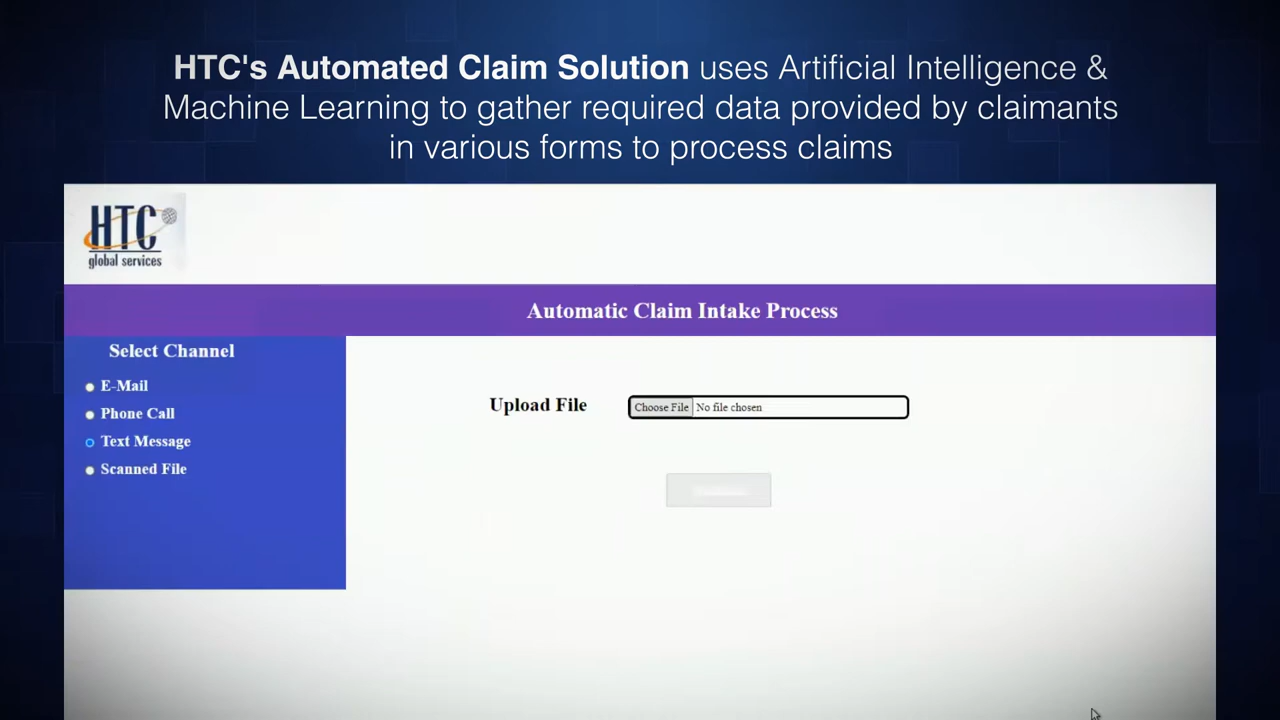 HTC's Automated Claim Solution uses Artificial Intelligence &
Machine Learning to gather required data provided by claimants
in various forms to process claims
HTC
global services
Automatic Claim Intake Process
Select Channel
E-Mail
Phone Call
Text Message
Scanned File
Upload File
Choose File No file chosen